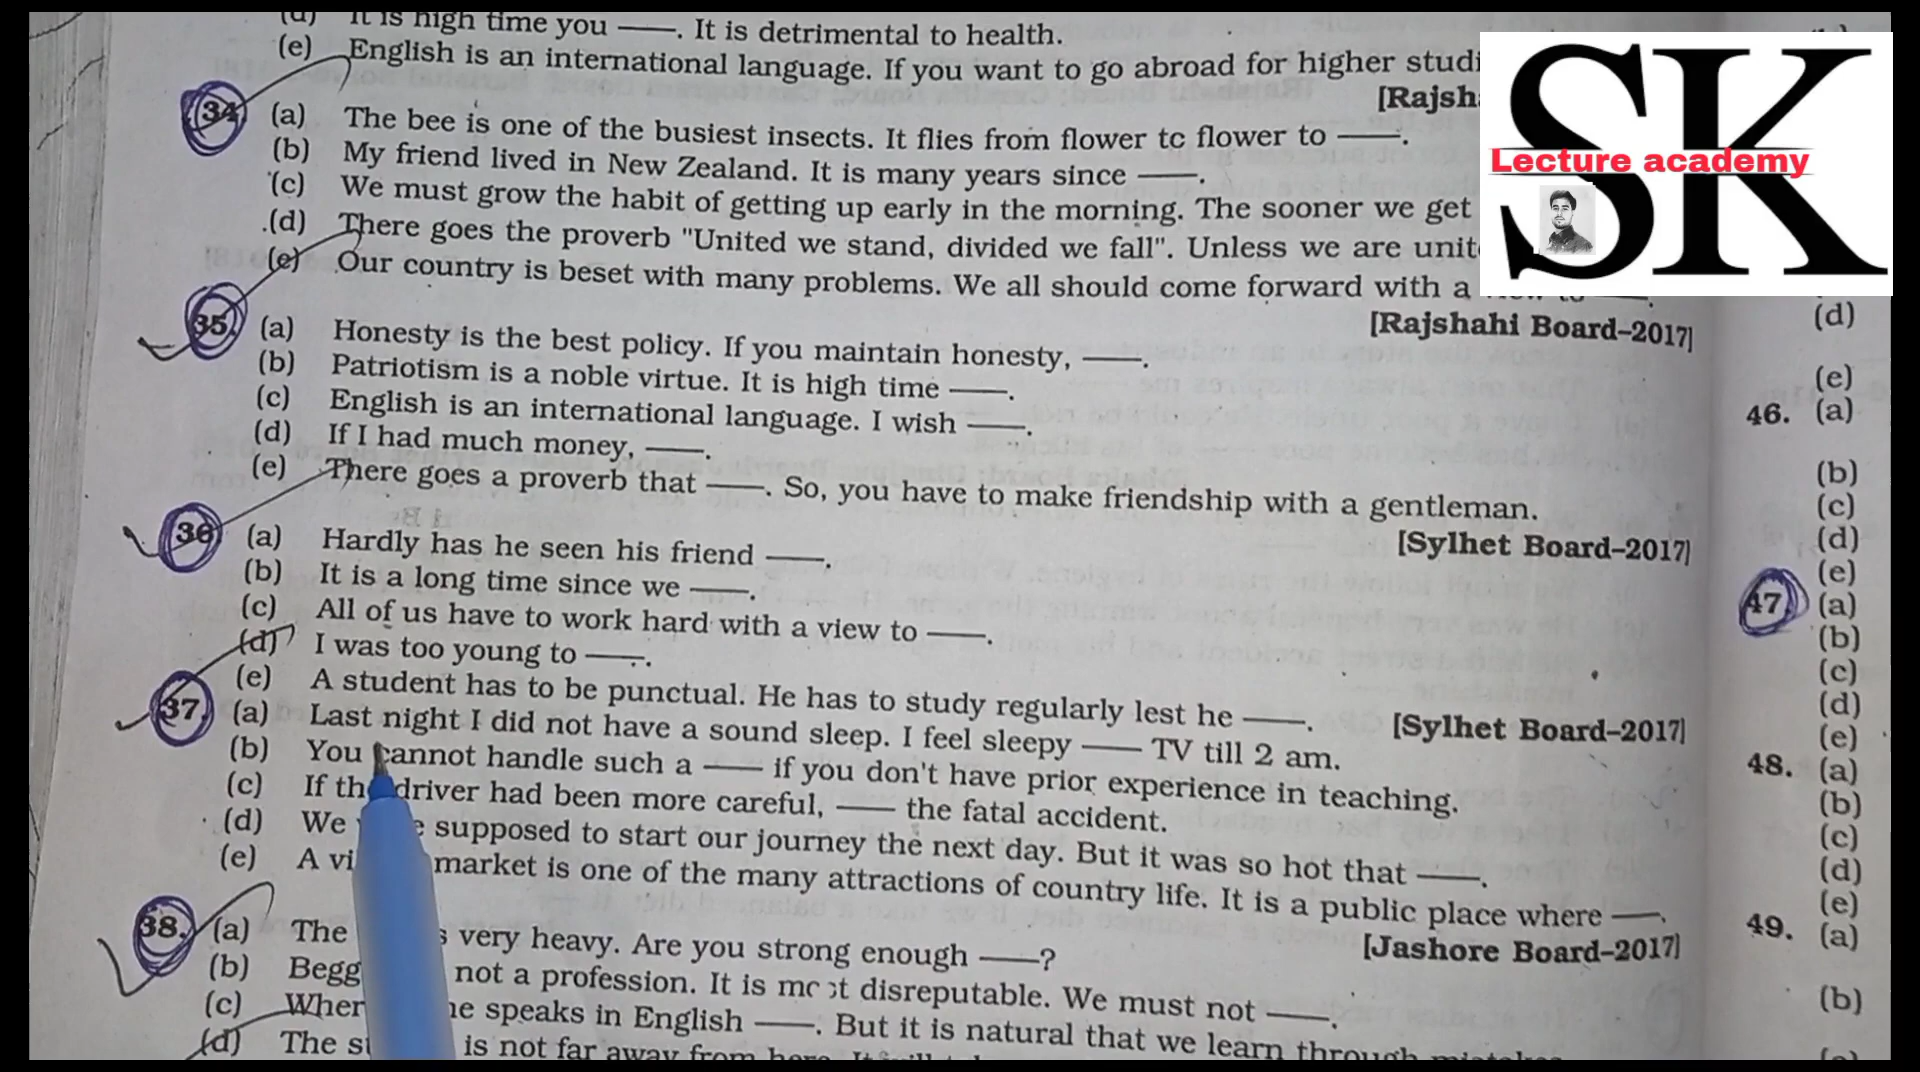 (d) It is high time you ——. It is detrimental to health.
(e) English is an international language. If you want to go abroad for higher studi
[Rajsh
34. (a) The bee is one of the busiest insects. It flies from flower to flower to ——.
(b) My friend lived in New Zealand. It is many years since ——.
(c) We must grow the habit of getting up early in the morning. The sooner we get
(d) There goes the proverb "United we stand, divided we fall". Unless we are unit
(e) Our country is beset with many problems. We all should come forward with a view to ——.
[Rajshahi Board–2017]
35. (a) Honesty is the best policy. If you maintain honesty, ——.
(b) Patriotism is a noble virtue. It is high time ——.
(c) English is an international language. I wish ——.
(d) If I had much money, ——.
(e) There goes a proverb that ——. So, you have to make friendship with a gentleman.
[Sylhet Board–2017]
36. (a) Hardly has he seen his friend ——.
(b) It is a long time since we ——.
(c) All of us have to work hard with a view to ——.
(d) I was too young to ——.
(e) A student has to be punctual. He has to study regularly lest he ——.
[Sylhet Board–2017]
37. (a) Last night I did not have a sound sleep. I feel sleepy —— TV till 2 am.
(b) You cannot handle such a —— if you don't have prior experience in teaching.
(c) If the driver had been more careful, —— the fatal accident.
(d) We supposed to start our journey the next day. But it was so hot that ——.
(e) A market is one of the many attractions of country life. It is a public place where ——.
[Jashore Board–2017]
38. (a) The very heavy. Are you strong enough ——?
(b) Begg not a profession. It is most disreputable. We must not ——.
(c) speaks in English ——. But it is natural that we learn through mistakes
(d) The is not far away from here. It will
SK
Lecture academy
(d)
(e)
46. (a)
(b)
(c)
(d)
(e)
47. (a)
(b)
(c)
(d)
(e)
48. (a)
(b)
(c)
(d)
(e)
49. (a)
(b)